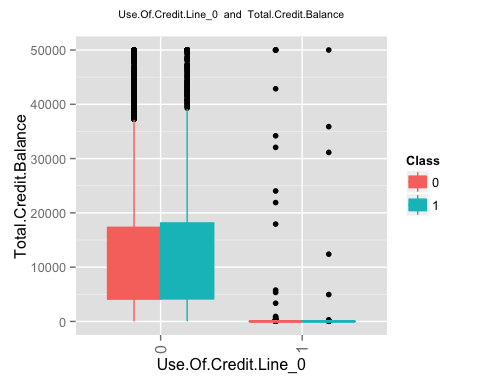 Use.Of.Credit.Line_0 and Total.Credit.Balance
50000
40000
30000
20000
10000
0
Total.Credit.Balance
0
1
Use.Of.Credit.Line_0
Class
0
1